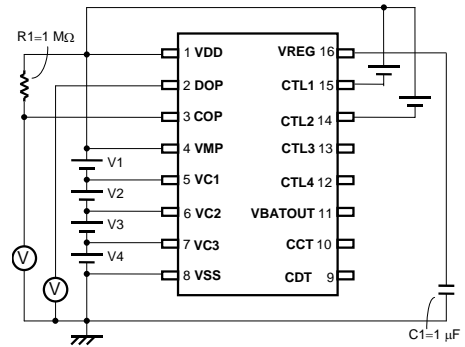 R1=1 MΩ
1 VDD
2 DOP
3 COP
4 VMP
5 VC1
6 VC2
7 VC3
8 VSS
VREG 16
CTL1 15
CTL2 14
CTL3 13
CTL4 12
VBATOUT 11
CCT 10
CDT 9
V1
V2
V3
V4
V
V
C1=1 μF